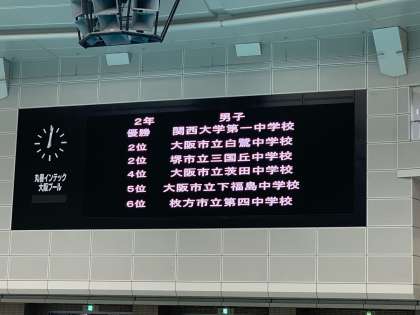 2年 男子
優勝 関西大学第一中学校
2位 大阪市立白鷺中学校
2位 堺市立三国丘中学校
4位 大阪市立茨田中学校
5位 大阪市立下福島中学校
6位 枚方市立第四中学校
丸善インテック
大阪プール